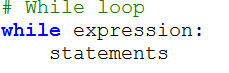 # While loop
while expression:
    statements